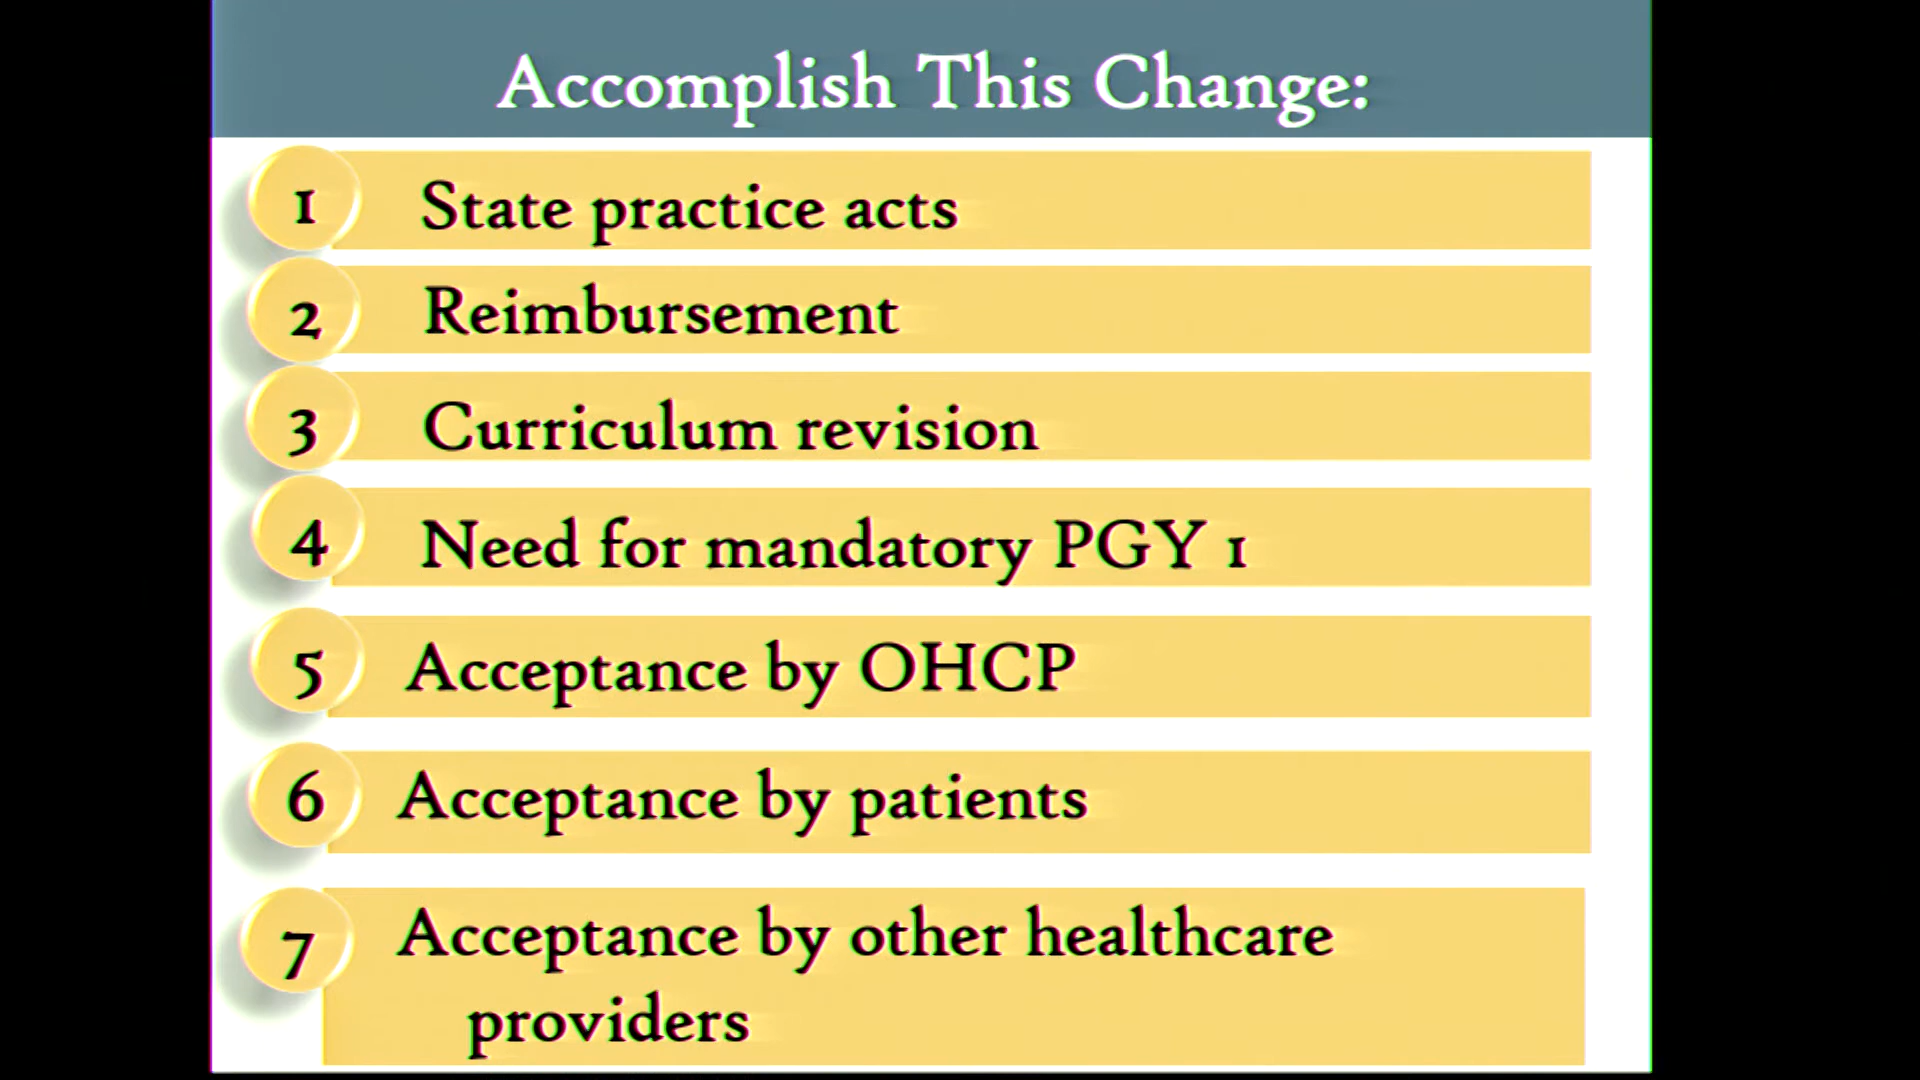 Accomplish This Change:
1 State practice acts
2 Reimbursement
3 Curriculum revision
4 Need for mandatory PGY 1
5 Acceptance by OHCP
6 Acceptance by patients
7 Acceptance by other healthcare
providers